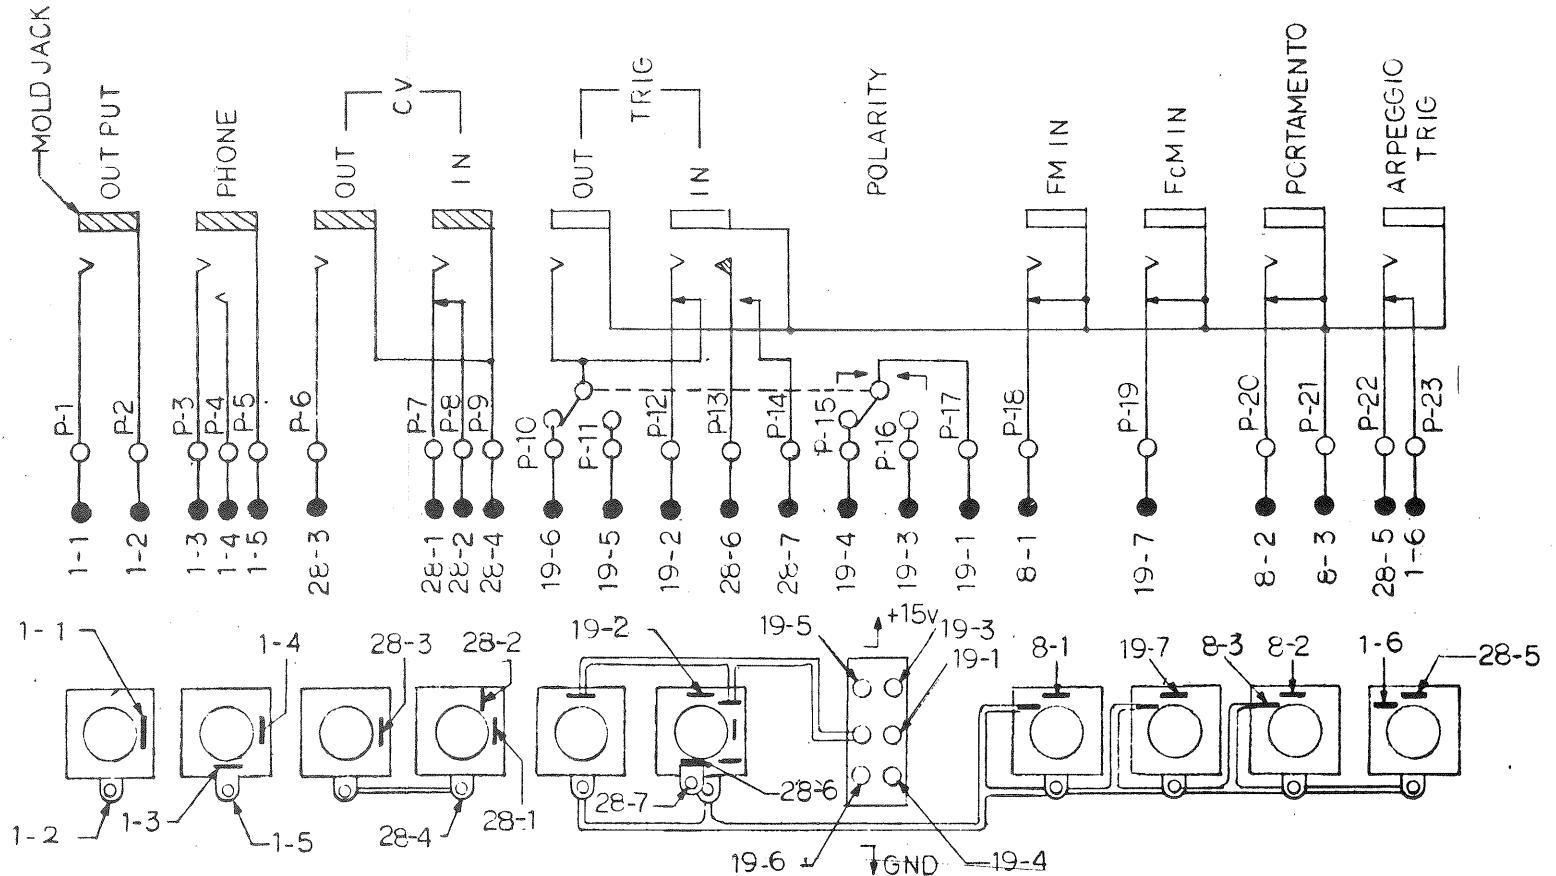 MOLD JACK
OUTPUT
PHONE
OUT
CV
IN
OUT
TRIG
IN
POLARITY
FM IN
FcM IN
PORTAMENTO
ARPEGGIO
TRIG
P-1
P-2
P-3
P-4
P-5
P-6
P-7
P-8
P-9
P-10
P-11
P-12
P-13
P-14
P-15
P-16
P-17
P-18
P-19
P-20
P-21
P-22
P-23
1-1
1-2
1-3
1-4
1-5
28-3
28-1
28-2
28-4
19-6
19-5
19-2
28-6
28-7
19-4
19-3
19-1
8-1
19-7
8-2
8-3
28-5
1-6
1-1
1-4
28-3
28-2
19-2
19-5
+15V
19-3
19-1
8-1
19-7
8-3
8-2
1-6
28-5
1-2
1-3
1-5
28-4
28-1
28-7
28-6
19-6
GND
19-4